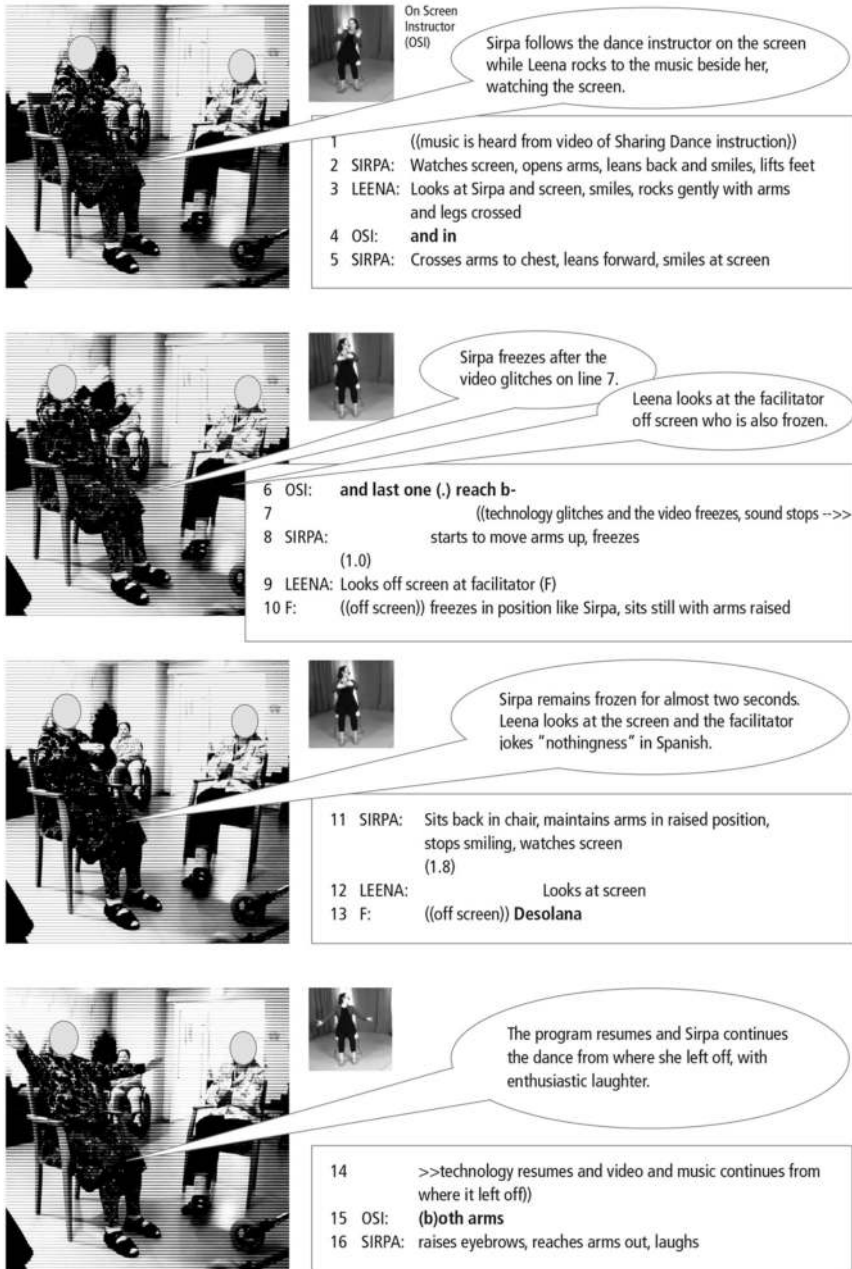 On Screen
Instructor
(OSI)
Sirpa follows the dance instructor on the screen
while Leena rocks to the music beside her,
watching the screen.
1 ((music is heard from video of Sharing Dance instruction))
2 SIRPA: Watches screen, opens arms, leans back and smiles, lifts feet
3 LEENA: Looks at Sirpa and screen, smiles, rocks gently with arms
and legs crossed
4 OSI: and in
5 SIRPA: Crosses arms to chest, leans forward, smiles at screen
Sirpa freezes after the
video glitches on line 7.
Leena looks at the facilitator
off screen who is also frozen.
6 OSI: and last one (.) reach b-
7 ((technology glitches and the video freezes, sound stops -->>
8 SIRPA: starts to move arms up, freezes
(1.0)
9 LEENA: Looks off screen at facilitator (F)
10 F: ((off screen)) freezes in position like Sirpa, sits still with arms raised
Sirpa remains frozen for almost two seconds.
Leena looks at the screen and the facilitator
jokes “nothingness” in Spanish.
11 SIRPA: Sits back in chair, maintains arms in raised position,
stops smiling, watches screen
(1.8)
12 LEENA: Looks at screen
13 F: ((off screen)) Desolana
The program resumes and Sirpa continues
the dance from where she left off, with
enthusiastic laughter.
14 >>technology resumes and video and music continues from
where it left off))
15 OSI: (b)oth arms
16 SIRPA: raises eyebrows, reaches arms out, laughs